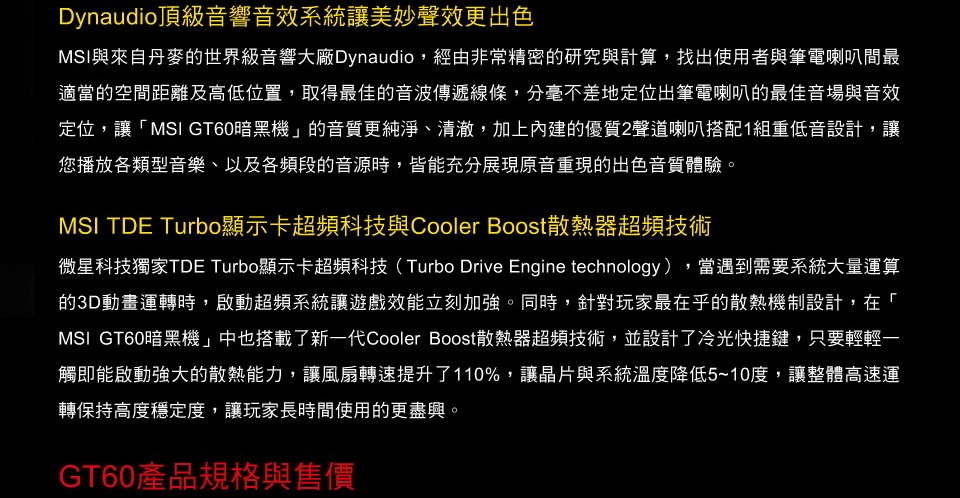 Dynaudio頂級音響音效系統讓美妙聲效更出色
MSI與來自丹麥的世界級音響大廠Dynaudio，經由非常精密的研究與計算，找出使用者與筆電喇叭間最
適當的空間距離及高低位置，取得最佳的音波傳遞線條，分毫不差地定位出筆電喇叭的最佳音場與音效
定位，讓「MSI GT60暗黑機」的音質更純淨、清澈，加上內建的優質2聲道喇叭搭配1組重低音設計，讓
您播放各類型音樂、以及各頻段的音源時，皆能充分展現原音重現的出色音質體驗。
MSI TDE Turbo顯示卡超頻科技與Cooler Boost散熱器超頻技術
微星科技獨家TDE Turbo顯示卡超頻科技（Turbo Drive Engine technology），當遇到需要系統大量運算
的3D動畫運轉時，啟動超頻系統讓遊戲效能立刻加強。同時，針對玩家最在乎的散熱機制設計，在「
MSI GT60暗黑機」中也搭載了新一代Cooler Boost散熱器超頻技術，並設計了冷光快捷鍵，只要輕輕一
觸即能啟動強大的散熱能力，讓風扇轉速提升了110%，讓晶片與系統溫度降低5~10度，讓整體高速運
轉保持高度穩定度，讓玩家長時間使用的更盡興。
GT60產品規格與售價